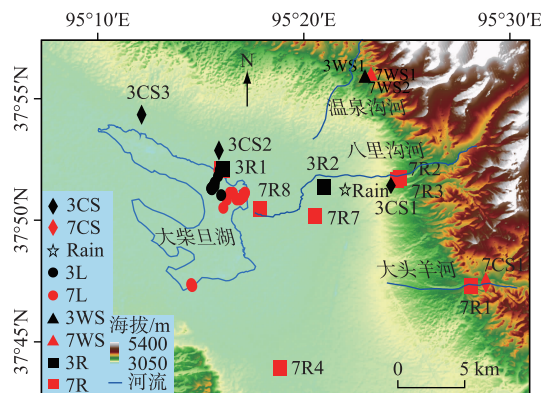 95°10′E
95°20′E
95°30′E
N
3WS1
7WS1
7WS2
37°55′N
3CS3
温泉沟河
3CS2
八里沟河
3R1
3R2
7R2
Rain
7R3
7R8
3CS1
37°50′N
7R7
大柴旦湖
大头羊河
7CS1
7R1
37°45′N
7R4
3CS
7CS
Rain
3L
7L
3WS
7WS
3R
7R
海拔/m
5400
3050
河流
0 5 km